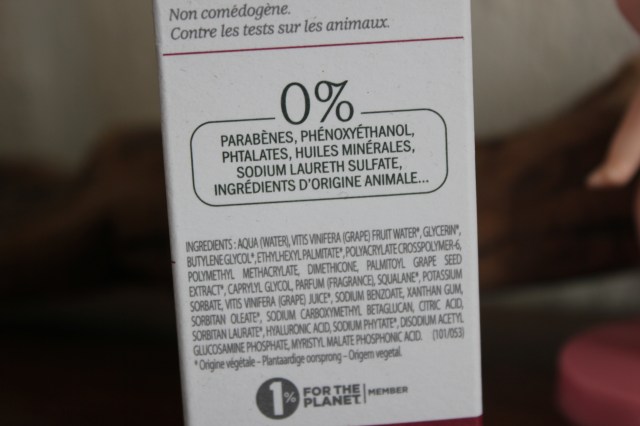 Non comédogène.
Contre les tests sur les animaux.
0%
PARABÈNES, PHÉNOXYÉTHANOL,
PHTALATES, HUILES MINÉRALES,
SODIUM LAURETH SULFATE,
INGRÉDIENTS D'ORIGINE ANIMALE...
INGREDIENTS : AQUA (WATER), VITIS VINIFERA (GRAPE) FRUIT WATER*, GLYCERIN*,
BUTYLENE GLYCOL*, ETHYLHEXYL PALMITATE*, POLYACRYLATE CROSSPOLYMER-6,
POLYMETHYL METHACRYLATE, DIMETHICONE, PALMITOYL GRAPE SEED
EXTRACT*, CAPRYLYL GLYCOL, PARFUM (FRAGRANCE), SQUALANE*, POTASSIUM
SORBATE, VITIS VINIFERA (GRAPE) JUICE*, SODIUM BENZOATE, XANTHAN GUM,
SORBITAN OLEATE*, SODIUM CARBOXYMETHYL BETAGLUCAN, CITRIC ACID,
SORBITAN LAURATE*, HYALURONIC ACID, SODIUM PHYTATE*, DISODIUM ACETYL
GLUCOSAMINE PHOSPHATE, MYRISTYL MALATE PHOSPHONIC ACID. (101/053)
* Origine végétale – Plantaardige oorsprong – Origem vegetal.
1% FOR THE PLANET. MEMBER